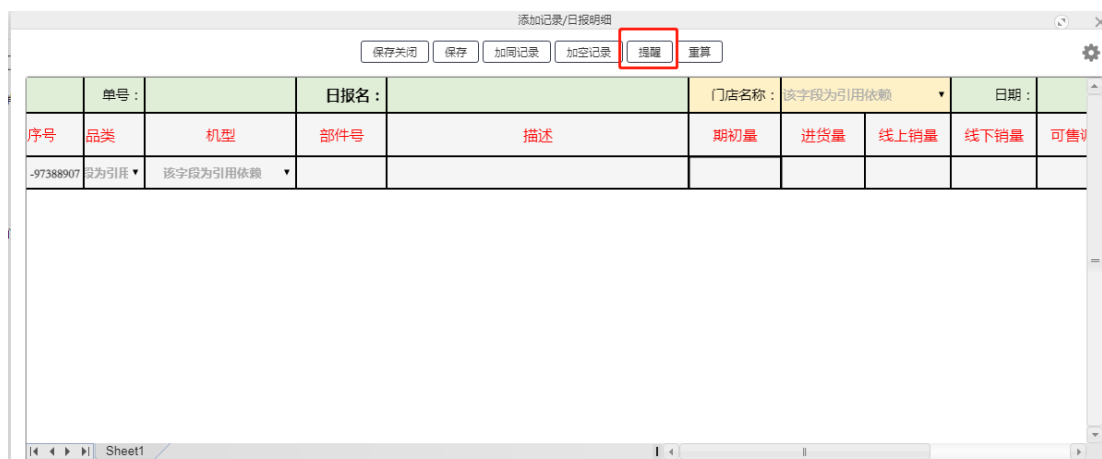 添加记录/日报明细
保存关闭 保存 加同记录 加空记录 提醒 重算
单号： 日报名： 门店名称： 该字段为引用依赖 日期：
序号 品类 机型 部件号 描述 期初量 进货量 线上销量 线下销量 可售
-97388907 段为引用 该字段为引用依赖
Sheet1